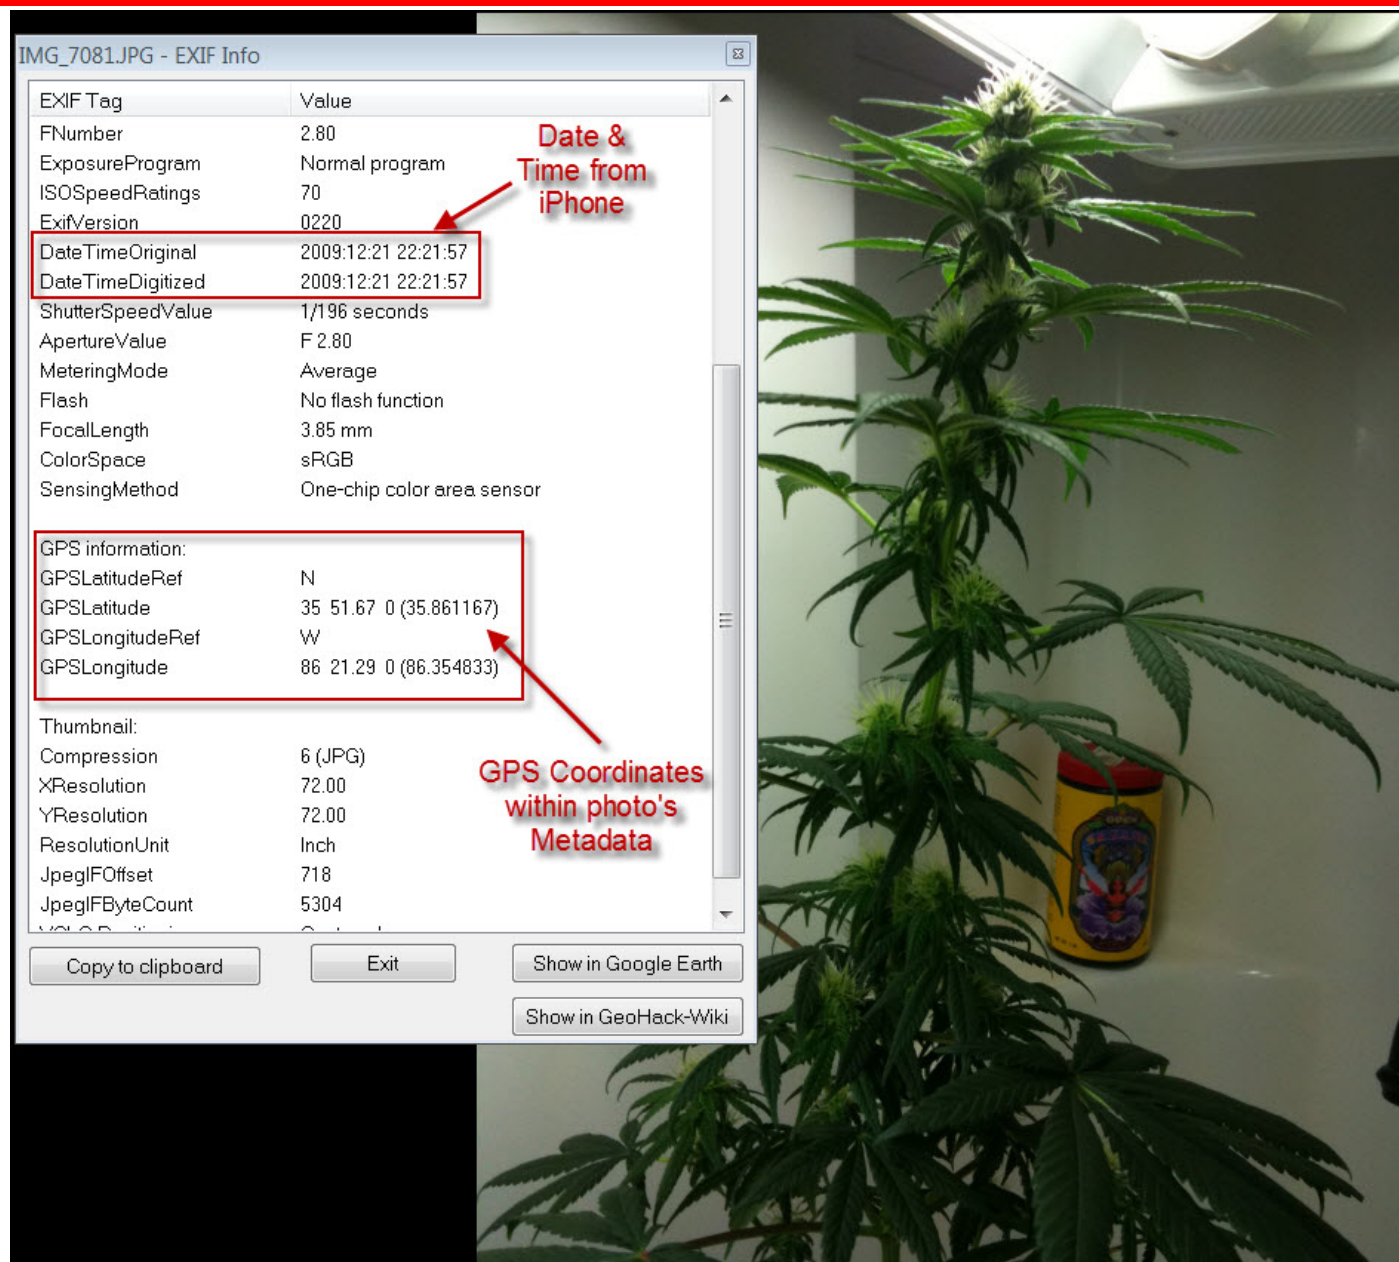 IMG_7081.JPG - EXIF Info
EXIF Tag Value
FNumber 2.80
ExposureProgram Normal program
ISOSpeedRatings 70
ExifVersion 0220
DateTimeOriginal 2009:12:21 22:21:57
DateTimeDigitized 2009:12:21 22:21:57
ShutterSpeedValue 1/196 seconds
ApertureValue F 2.80
MeteringMode Average
Flash No flash function
FocalLength 3.85 mm
ColorSpace sRGB
SensingMethod One-chip color area sensor
GPS information:
GPSLatitudeRef N
GPSLatitude 35 51.67 0 (35.861167)
GPSLongitudeRef W
GPSLongitude 86 21.29 0 (86.354833)
Thumbnail:
Compression 6 (JPG)
XResolution 72.00
YResolution 72.00
ResolutionUnit Inch
JpegIFOffset 718
JpegIFByteCount 5304
Copy to clipboard
Exit
Show in Google Earth
Show in GeoHack-Wiki
Date &
Time from
iPhone
GPS Coordinates
within photo's
Metadata
OPEN
SESAME